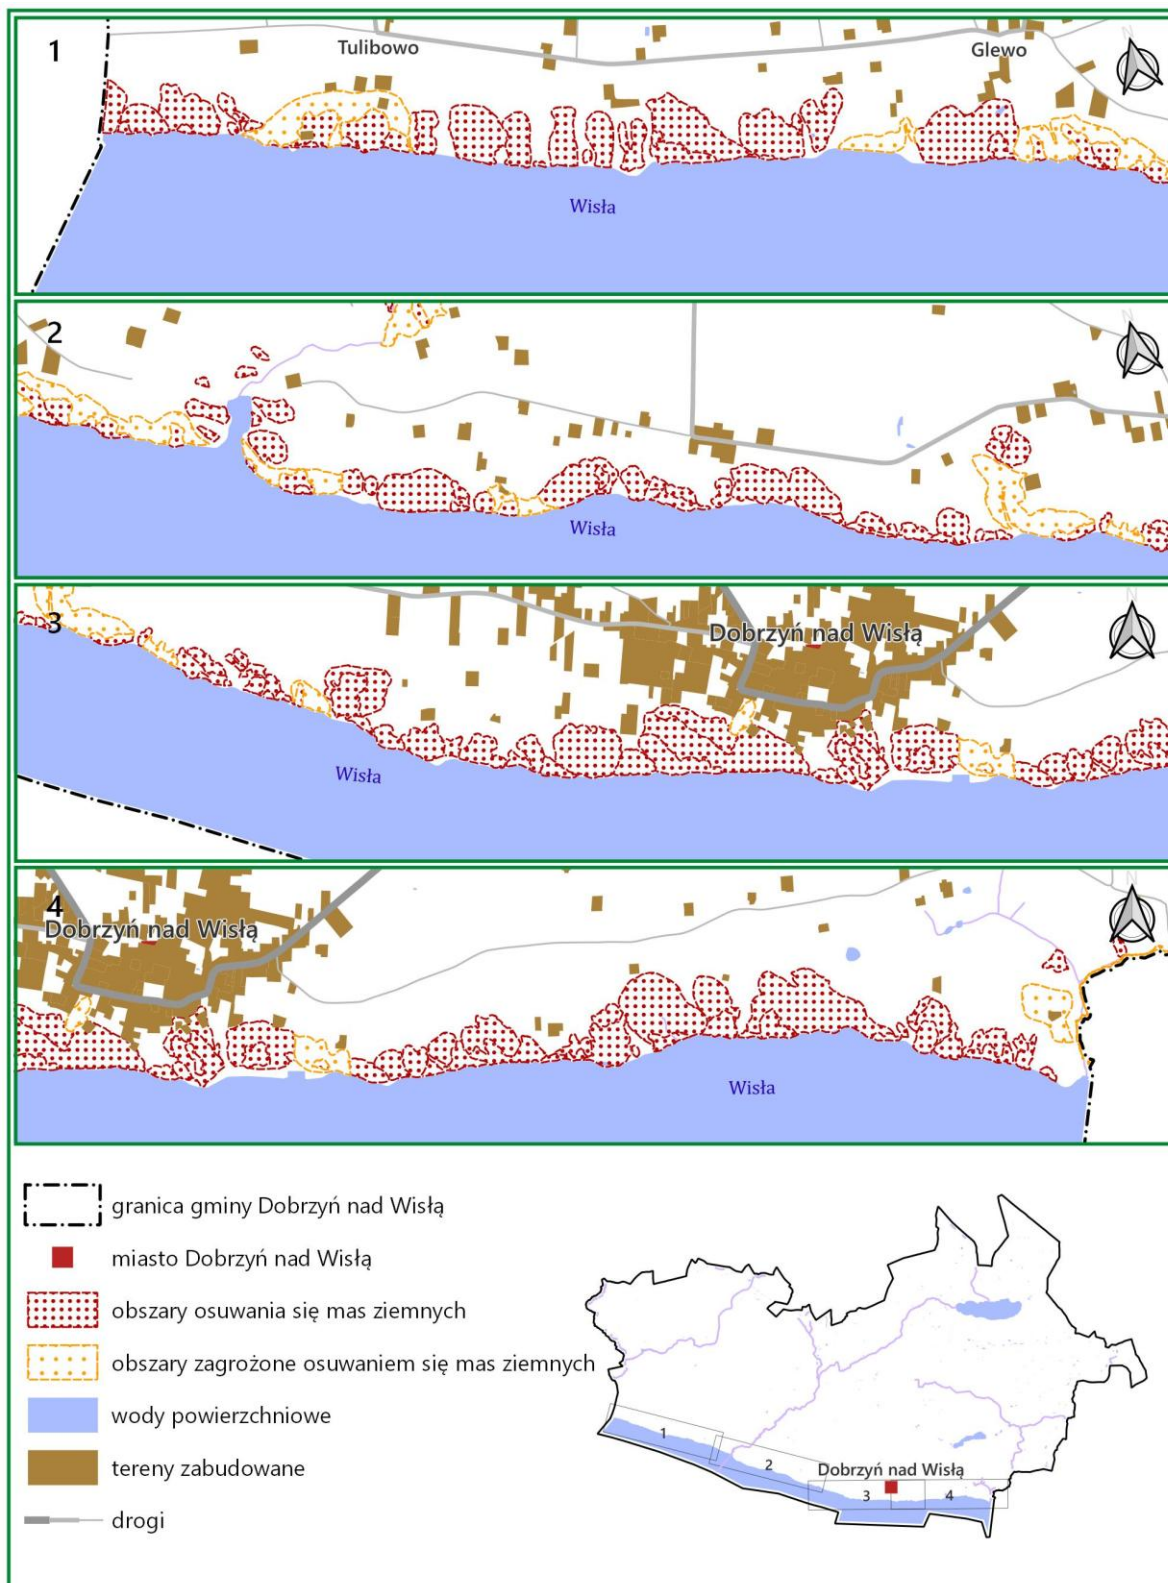 1
Tulibowo
Glewo
N
Wisła
2
N
Wisła
3
Dobrzyń nad Wisłą
N
Wisła
4
Dobrzyń nad Wisłą
N
Wisła
granica gminy Dobrzyń nad Wisłą
miasto Dobrzyń nad Wisłą
obszary osuwania się mas ziemnych
obszary zagrożone osuwaniem się mas ziemnych
wody powierzchniowe
tereny zabudowane
drogi
1
2
Dobrzyń nad Wisłą
3
4